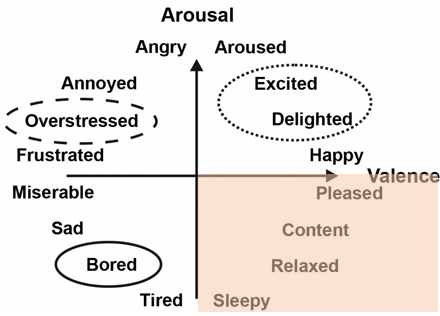 Arousal
Angry Aroused
Annoyed Excited
Overstressed Delighted
Frustrated Happy
Valence
Miserable Pleased
Sad Content
Bored Relaxed
Tired Sleepy